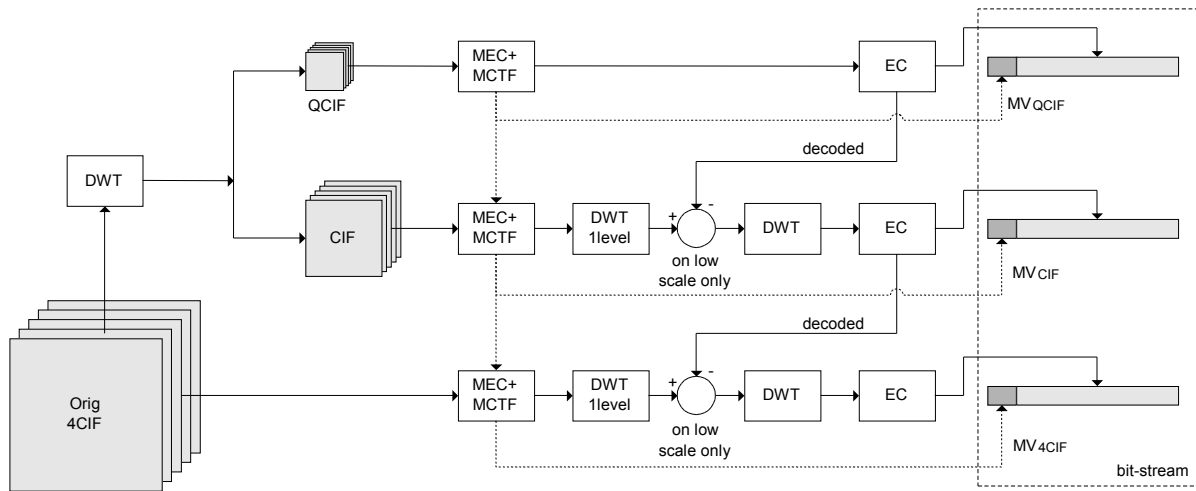 QCIF
MEC+
MCTF
EC
MVQCIF
decoded
DWT
CIF
MEC+
MCTF
DWT
1level
+
-
on low
scale only
DWT
EC
MVCIF
decoded
Orig
4CIF
MEC+
MCTF
DWT
1level
+
-
on low
scale only
DWT
EC
MV4CIF
bit-stream